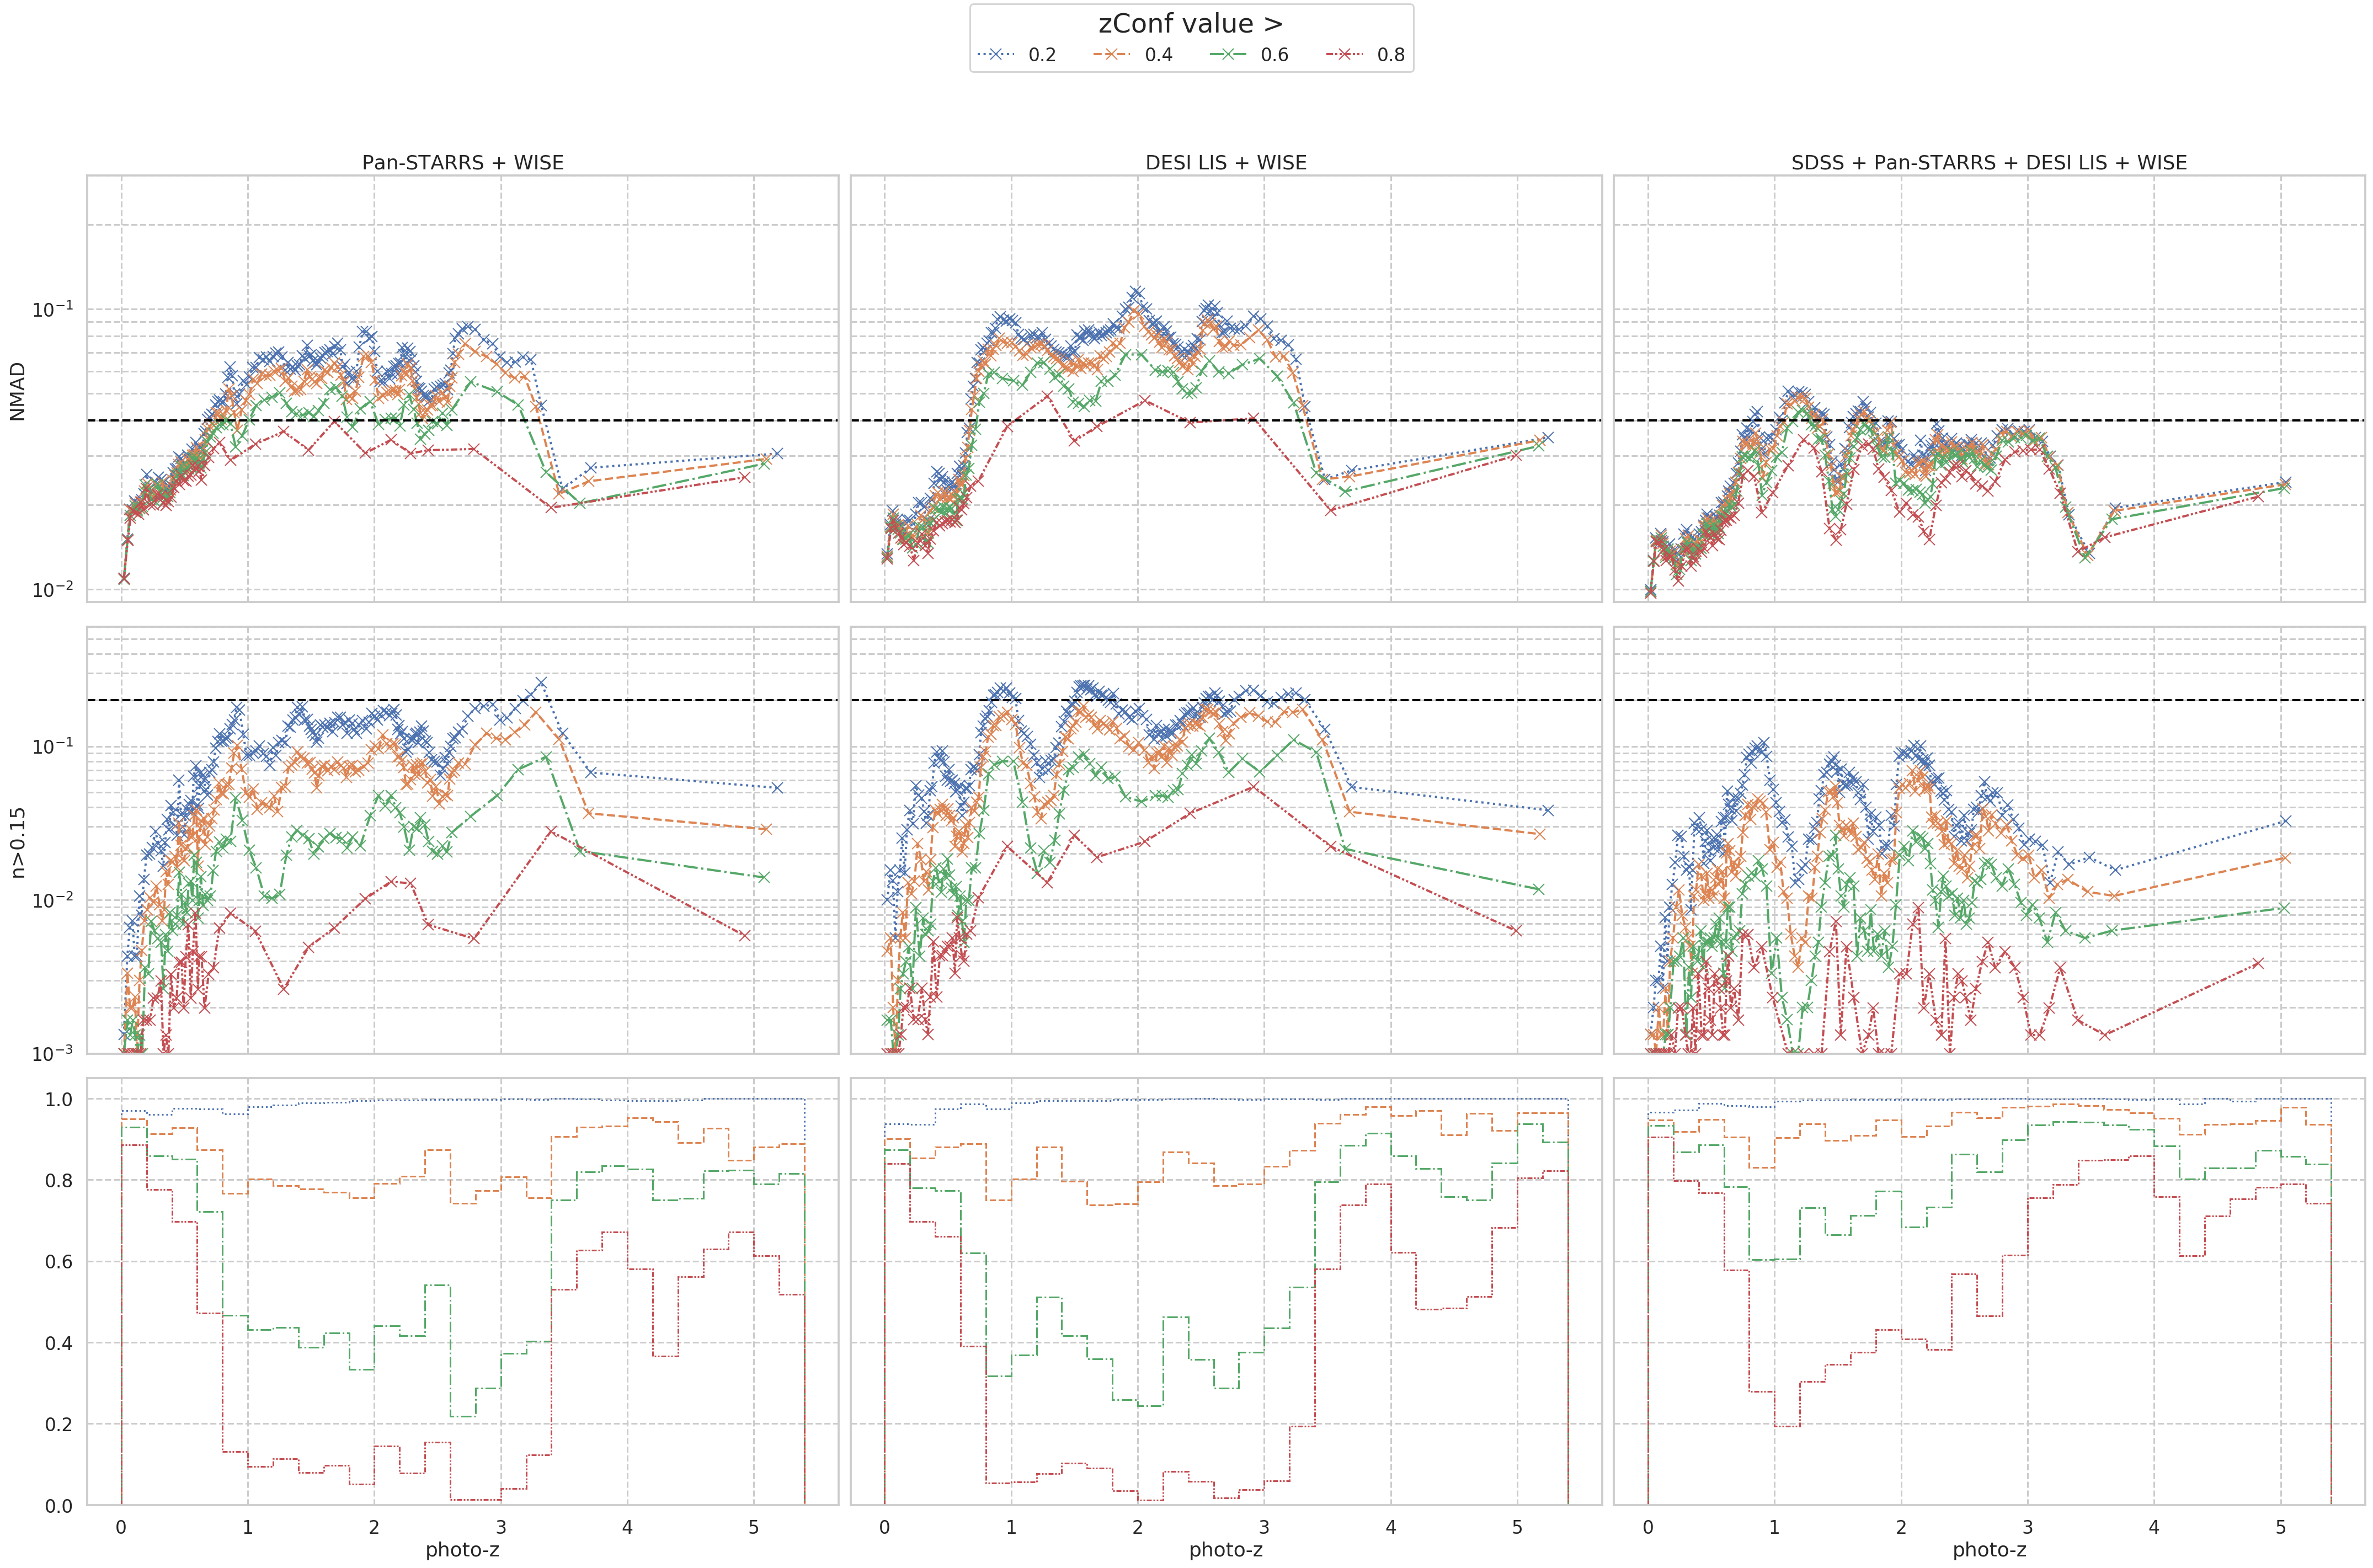 zConf value >
0.2 0.4 0.6 0.8
Pan-STARRS + WISE
DESI LIS + WISE
SDSS + Pan-STARRS + DESI LIS + WISE
NMAD
10⁻¹
10⁻²
n>0.15
10⁻¹
10⁻²
10⁻³
1.0
0.8
0.6
0.4
0.2
0.0
0 1 2 3 4 5
0 1 2 3 4 5
0 1 2 3 4 5
photo-z
photo-z
photo-z